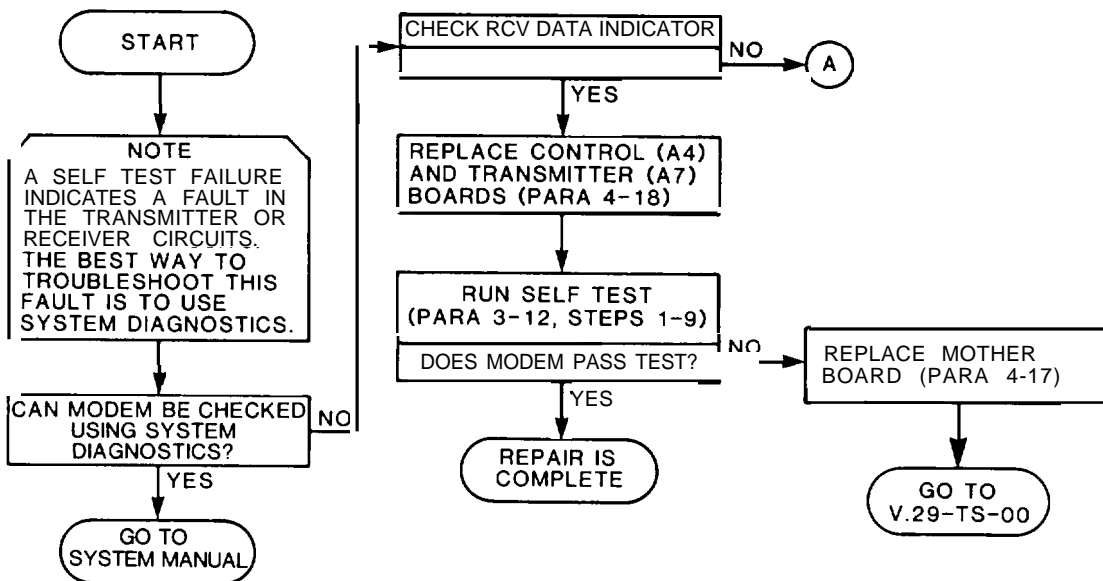 START
NOTE
A SELF TEST FAILURE
INDICATES A FAULT IN
THE TRANSMITTER OR
RECEIVER CIRCUITS.
THE BEST WAY TO
TROUBLESHOOT THIS
FAULT IS TO USE
SYSTEM DIAGNOSTICS.
CAN MODEM BE CHECKED
USING SYSTEM
DIAGNOSTICS?
NO
YES
GO TO
SYSTEM MANUAL
CHECK RCV DATA INDICATOR
NO
A
YES
REPLACE CONTROL (A4)
AND TRANSMITTER (A7)
BOARDS (PARA 4-18)
RUN SELF TEST
(PARA 3-12, STEPS 1-9)
DOES MODEM PASS TEST?
NO
YES
REPAIR IS
COMPLETE
REPLACE MOTHER
BOARD (PARA 4-17)
GO TO
V.29-TS-00